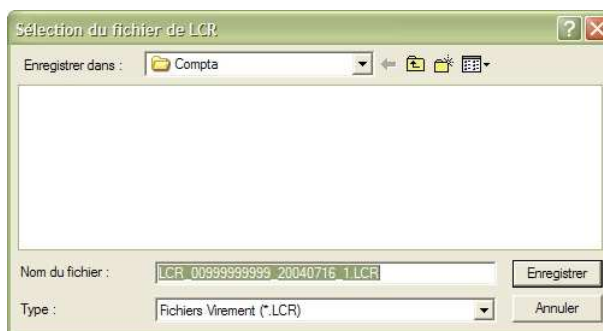 Sélection du fichier de LCR
Enregistrer dans : Compta
Nom du fichier : LCR_00999999999_20040716_1.LCR Enregistrer
Type : Fichiers Virement (*.LCR) Annuler